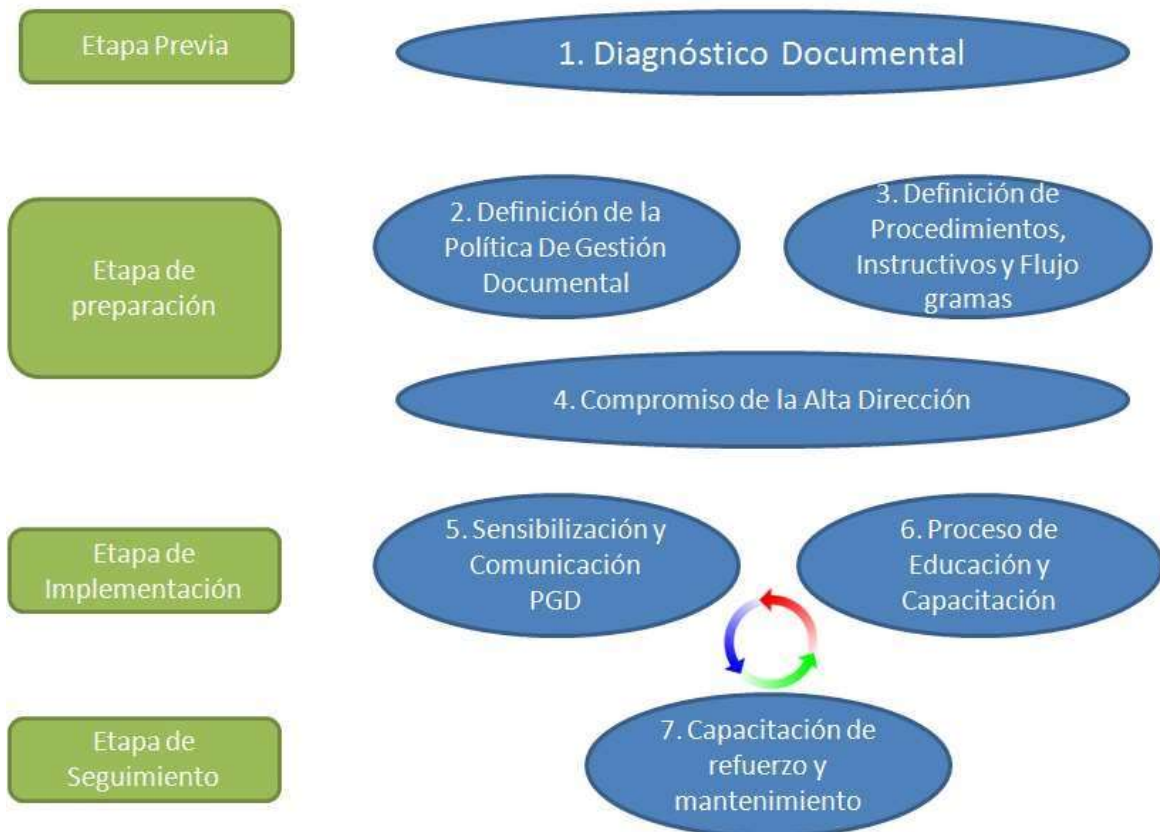 Etapa Previa
1. Diagnóstico Documental
Etapa de
preparación
2. Definición de la
Política De Gestión
Documental
3. Definición de
Procedimientos,
Instructivos y Flujo
gramas
4. Compromiso de la Alta Dirección
Etapa de
Implementación
5. Sensibilización y
Comunicación
PGD
6. Proceso de
Educación y
Capacitación
Etapa de
Seguimiento
7. Capacitación de
refuerzo y
mantenimiento